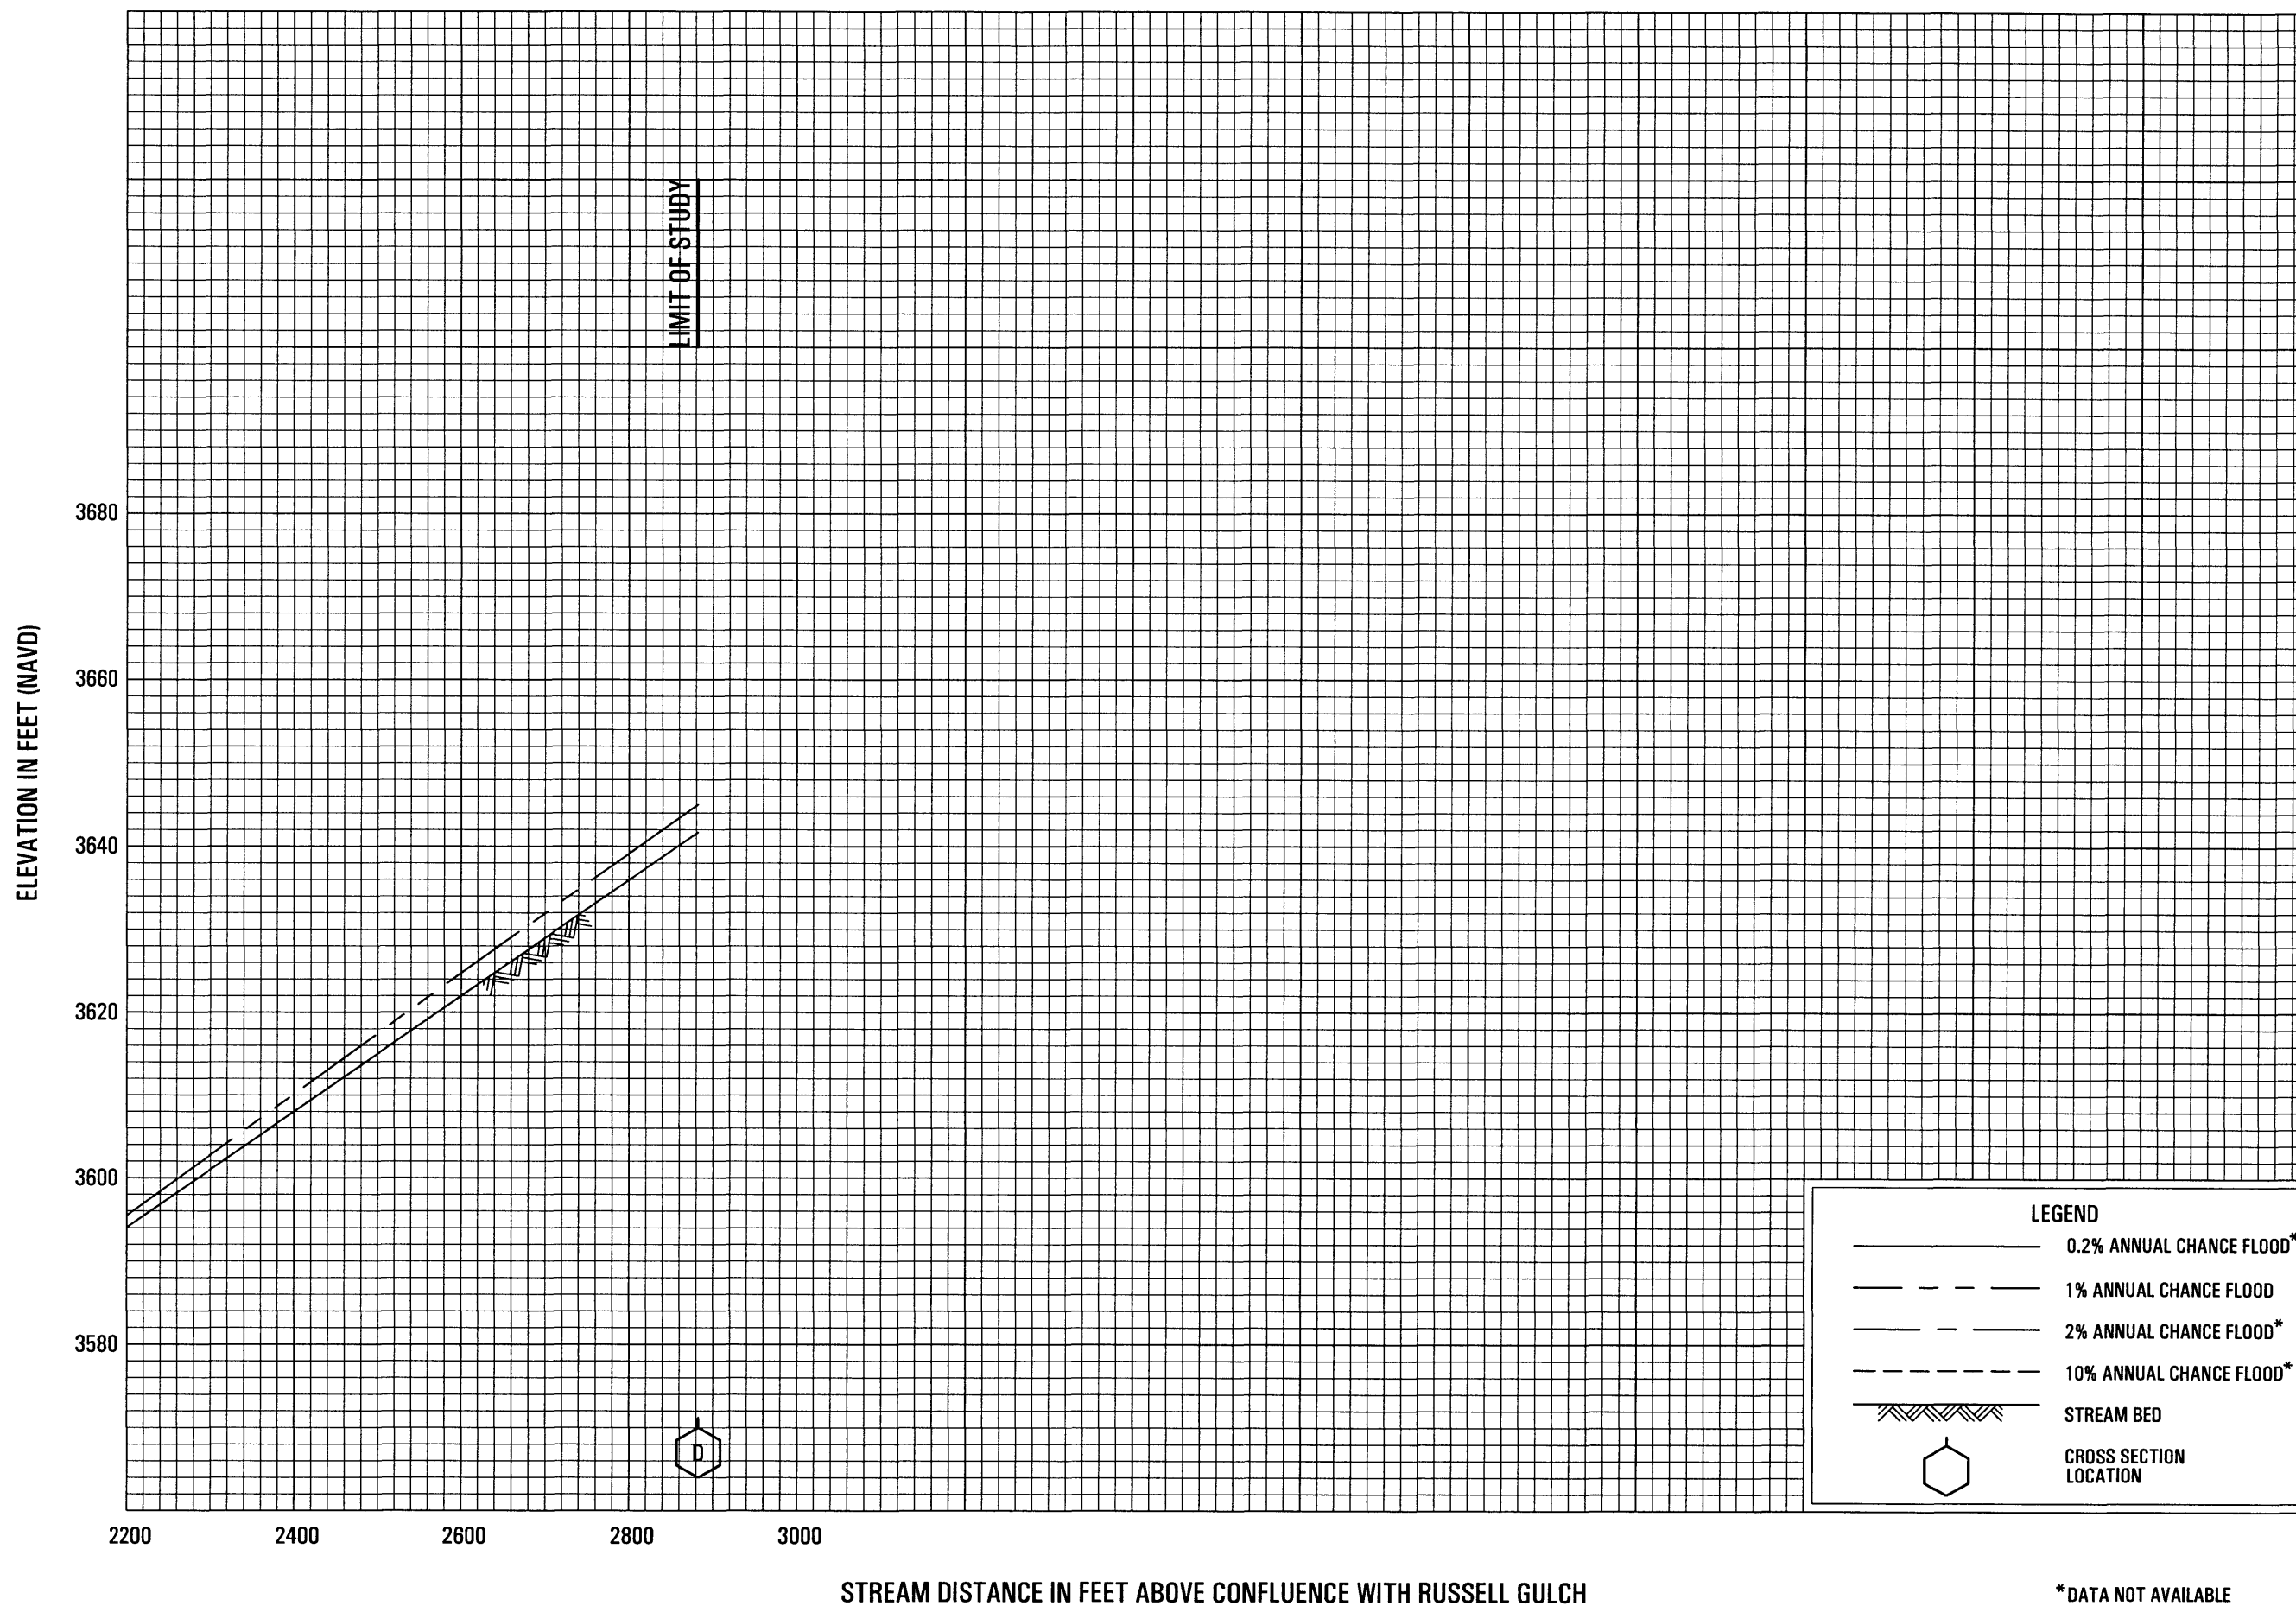 LIMIT OF STUDY
ELEVATION IN FEET (NAVD)
3680
3660
3640
3620
3600
3580
D
2200 2400 2600 2800 3000
STREAM DISTANCE IN FEET ABOVE CONFLUENCE WITH RUSSELL GULCH
LEGEND
0.2% ANNUAL CHANCE FLOOD*
1% ANNUAL CHANCE FLOOD
2% ANNUAL CHANCE FLOOD*
10% ANNUAL CHANCE FLOOD*
STREAM BED
CROSS SECTION
LOCATION
*DATA NOT AVAILABLE